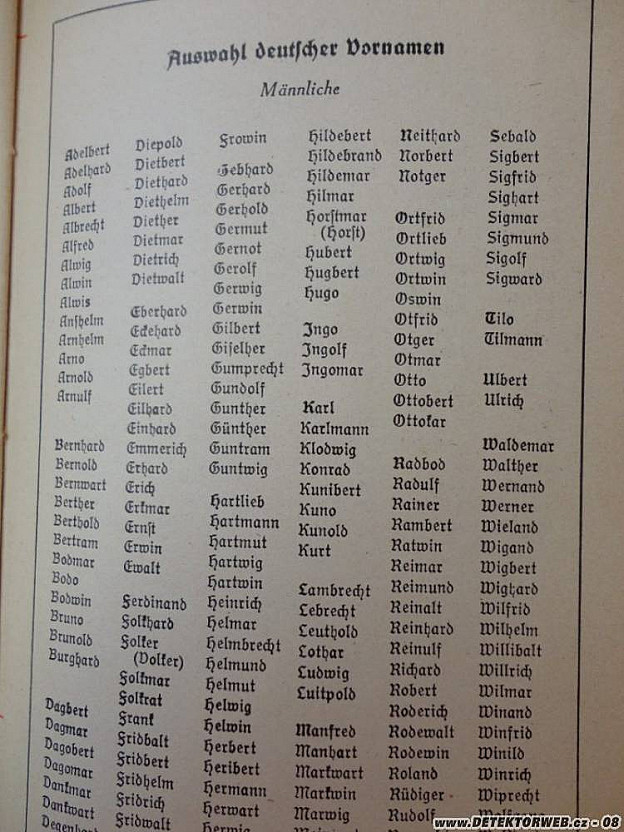 Auswahl deutscher Vornamen
Männliche
Adelbert
Adelhard
Adolf
Albert
Albrecht
Alfred
Alwig
Alwin
Alwis
Anshelm
Arnhelm
Arno
Arnold
Arnulf
Bernhard
Bernold
Bernwart
Berther
Berthold
Bertram
Bodmar
Bodo
Bodwin
Bruno
Brunold
Burghard
Dagbert
Dagmar
Dagobert
Dagomar
Dankmar
Dankwart
Degenhard
Diepold
Dietbert
Diethard
Diethelm
Diether
Dietmar
Dietrich
Dietwalt
Eberhard
Eckehard
Eckmar
Egbert
Eilert
Eilhard
Einhard
Emmerich
Erhard
Erich
Erkmar
Ernst
Erwin
Ewalt
Ferdinand
Folkhard
Folker
(Volker)
Folkmar
Folkrat
Frank
Fridbalt
Fridbert
Fridhelm
Fridrich
Fridwalt
Frowin
Gebhard
Gerhard
Gerhold
Germut
Gernot
Gerolf
Gerwig
Gerwin
Gilbert
Giselher
Gumprecht
Gundolf
Gunther
Günther
Guntram
Guntwig
Hartlieb
Hartmann
Hartmut
Hartwig
Hartwin
Heinrich
Helmar
Helmbrecht
Helmund
Helmut
Helwig
Helwin
Herbert
Heribert
Hermann
Herwart
Herwig
Hildebert
Hildebrand
Hildemar
Hilmar
Horstmar
(Horst)
Hubert
Hugbert
Hugo
Ingo
Ingolf
Ingomar
Karl
Karlmann
Klodwig
Konrad
Kunibert
Kuno
Kunold
Kurt
Lambrecht
Lebrecht
Leuthold
Lothar
Ludwig
Luitpold
Manfred
Manhart
Markwart
Marwig
Neithard
Norbert
Notger
Ortfrid
Ortlieb
Ortwig
Ortwin
Oswin
Otfrid
Otger
Otmar
Otto
Ottobert
Ottokar
Radbod
Radulf
Rainer
Rambert
Ratwin
Reimar
Reimund
Reinalt
Reinhard
Reinulf
Richard
Robert
Roderich
Rodewalt
Rodewin
Roland
Rüdiger
Rudolf
Sebald
Sigbert
Sigfrid
Sighart
Sigmar
Sigmund
Sigolf
Sigward
Tilo
Tilmann
Ulbert
Ulrich
Waldemar
Walther
Wernand
Werner
Wieland
Wigand
Wigbert
Wighard
Wilfrid
Wilhelm
Willibalt
Willrich
Wilmar
Winand
Winfrid
Winild
Winrich
Wiprecht
www.DETEKTORWEB.cz - 08